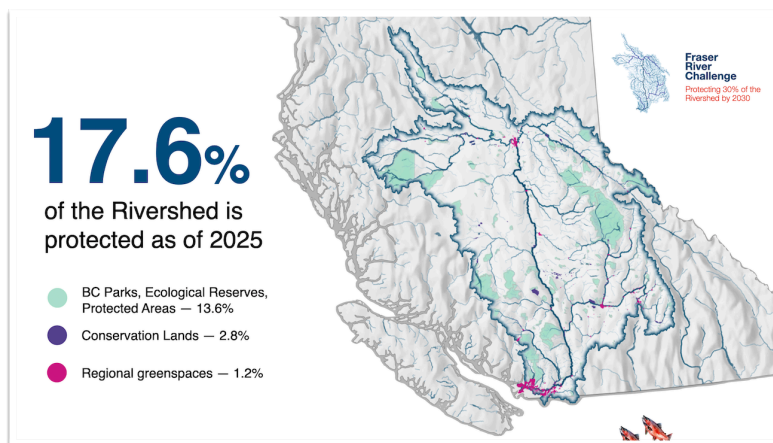 17.6%
of the Rivershed is
protected as of 2025
BC Parks, Ecological Reserves,
Protected Areas — 13.6%
Conservation Lands — 2.8%
Regional greenspaces — 1.2%
Fraser
River
Challenge
Protecting 30% of the
Rivershed by 2030